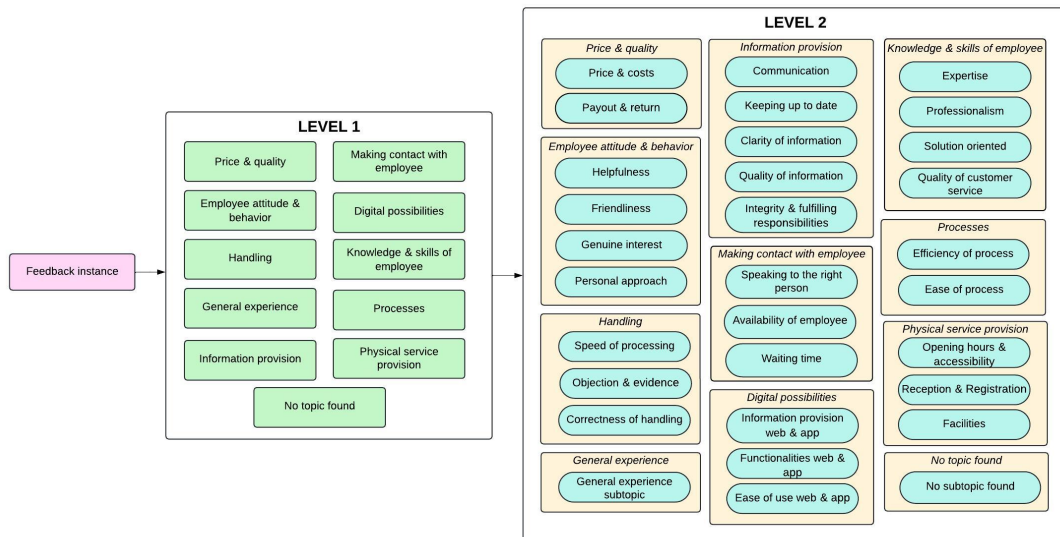 Feedback instance
LEVEL 1
Price & quality
Making contact with
employee
Employee attitude &
behavior
Digital possibilities
Handling
Knowledge & skills of
employee
General experience
Processes
Information provision
Physical service
provision
No topic found
LEVEL 2
Price & quality
Price & costs
Payout & return
Employee attitude & behavior
Helpfulness
Friendliness
Genuine interest
Personal approach
Handling
Speed of processing
Objection & evidence
Correctness of handling
General experience
General experience
subtopic
Information provision
Communication
Keeping up to date
Clarity of information
Quality of information
Integrity & fulfilling
responsibilities
Making contact with employee
Speaking to the right
person
Availability of employee
Waiting time
Digital possibilities
Information provision
web & app
Functionalities web &
app
Ease of use web & app
Knowledge & skills of employee
Expertise
Professionalism
Solution oriented
Quality of customer
service
Processes
Efficiency of process
Ease of process
Physical service provision
Opening hours &
accessibility
Reception & Registration
Facilities
No topic found
No subtopic found